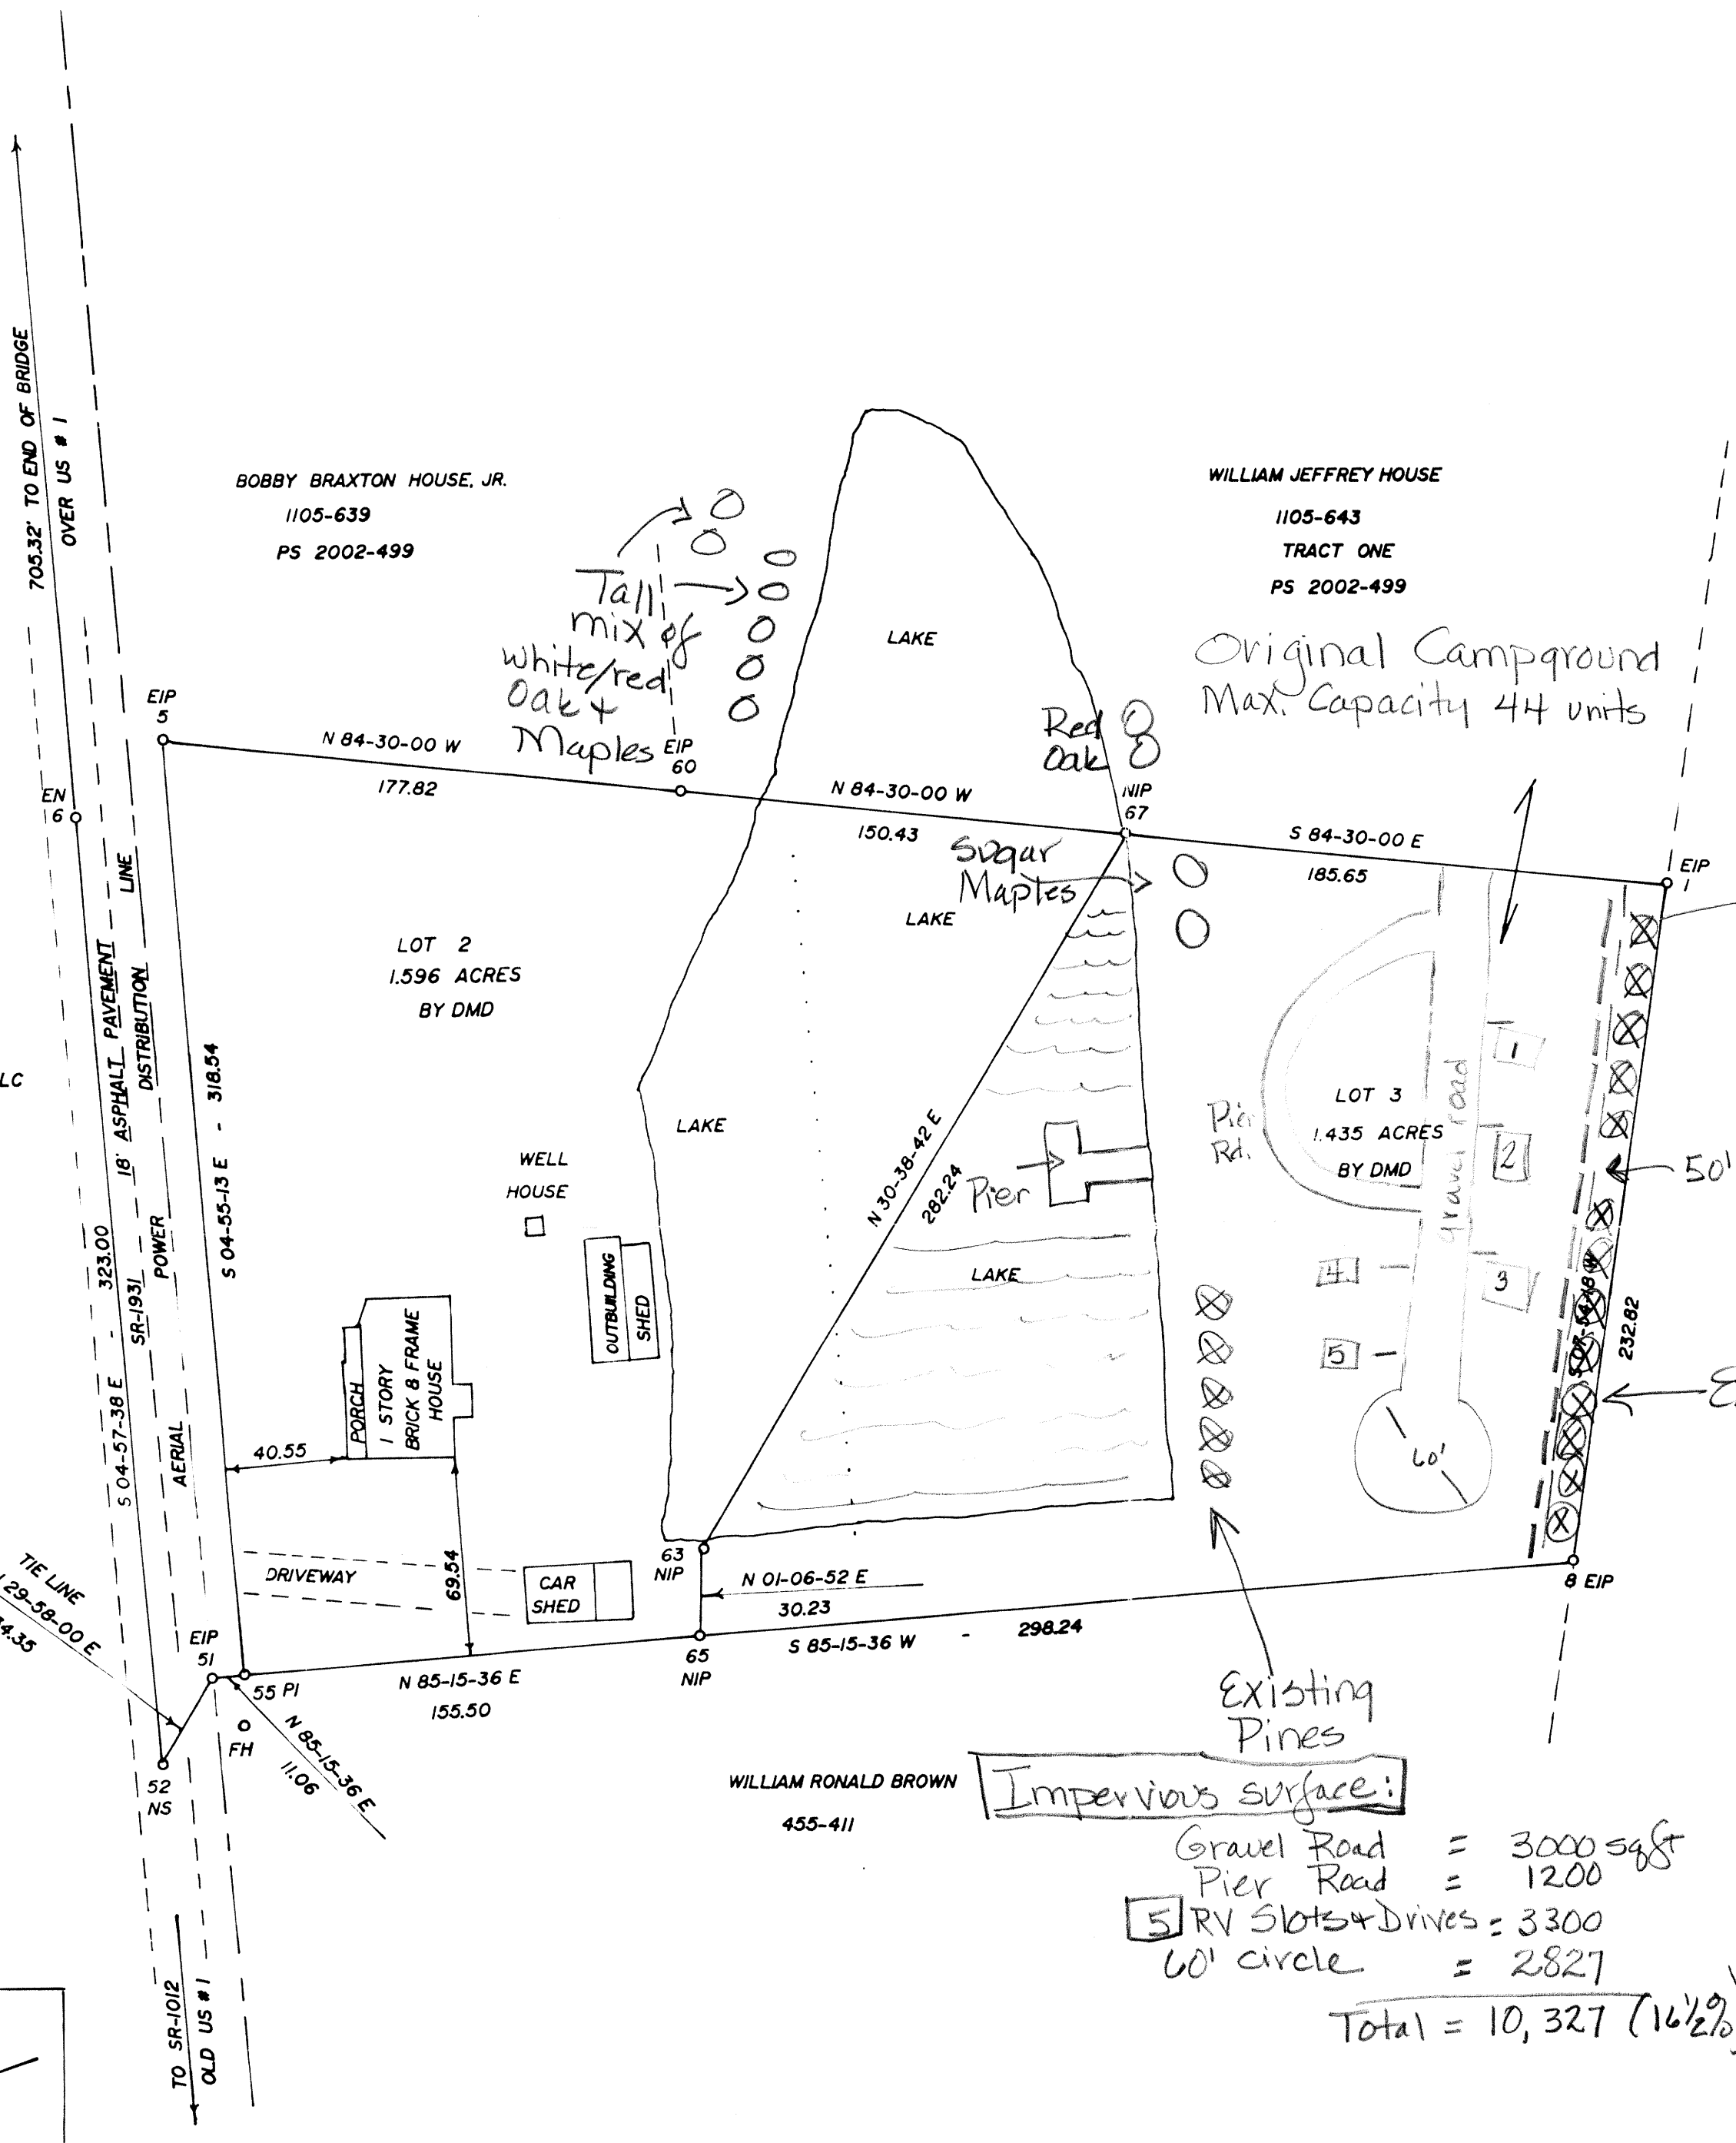 705.32' TO END OF BRIDGE
OVER US # 1
BOBBY BRAXTON HOUSE, JR.
1105-639
PS 2002-499
WILLIAM JEFFREY HOUSE
1105-643
TRACT ONE
PS 2002-499
Tall
mix of
white/red
Oak +
Maples
LAKE
Original Campground
Max. Capacity 44 units
Red
Oak
EIP
5
N 84-30-00 W
177.82
EIP
60
N 84-30-00 W
150.43
NIP
67
S 84-30-00 E
185.65
EIP
1
EN
6
Sugar
Maples
LAKE
LOT 2
1.596 ACRES
BY DMD
LC
18' ASPHALT PAVEMENT
SR-1931
POWER DISTRIBUTION LINE
AERIAL
S 04-57-38 E - 323.00
S 04-55-13 E - 318.54
LAKE
WELL
HOUSE
OUTBUILDING
SHED
N 30-38-42 E
282.24
Pier
Pier
Rd.
LOT 3
1.435 ACRES
BY DMD
Gravel road
1
2
3
4
5
50'
232.82
LAKE
PORCH
1 STORY
BRICK & FRAME
HOUSE
40.55
69.54
60'
DRIVEWAY
CAR
SHED
63
NIP
N 01-06-52 E
30.23
8 EIP
TIE LINE
29-58-00 E
4.35
EIP
51
55 PI
N 85-15-36 E
155.50
65
NIP
S 85-15-36 W - 298.24
FH
N 85-15-36 E
11.06
52
NS
Existing
Pines
WILLIAM RONALD BROWN
455-411
Impervious surface:
Gravel Road = 3000 sqft
Pier Road = 1200
5 RV Slots + Drives = 3300
60' circle = 2827
Total = 10,327 (16½%
TO SR-1012
OLD US # 1